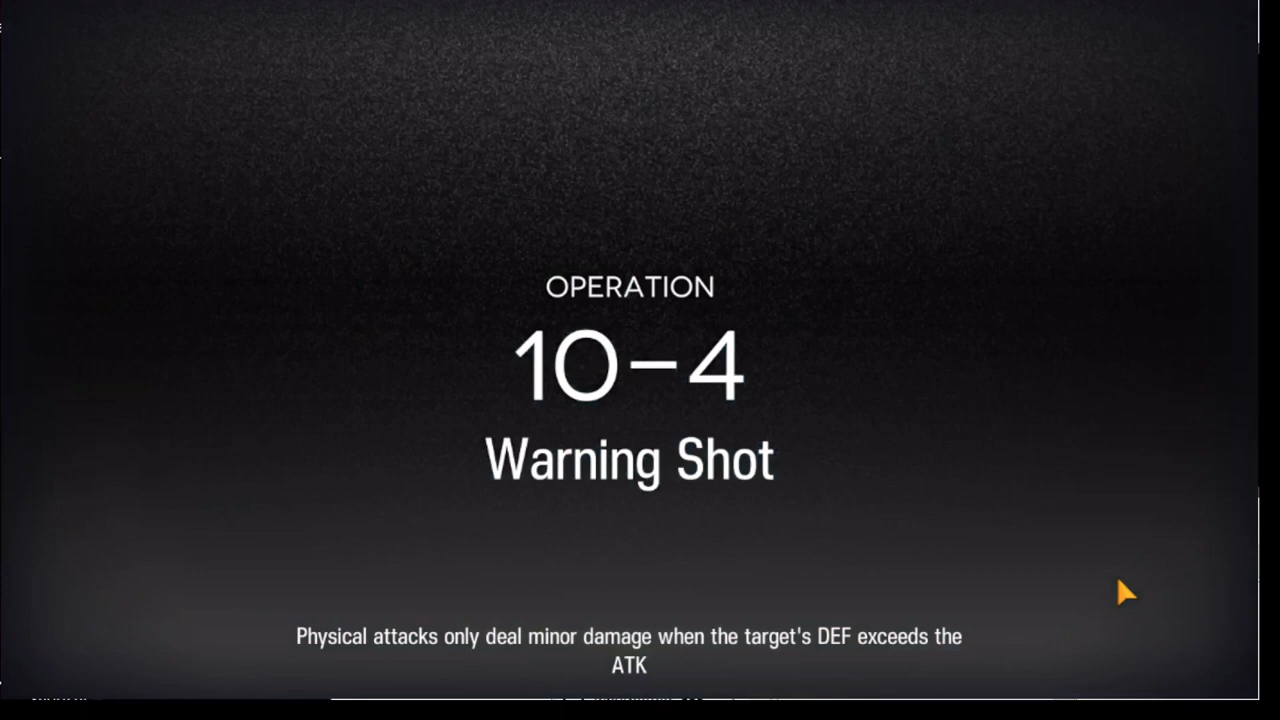 OPERATION
10-4
Warning Shot
Physical attacks only deal minor damage when the target's DEF exceeds the
ATK